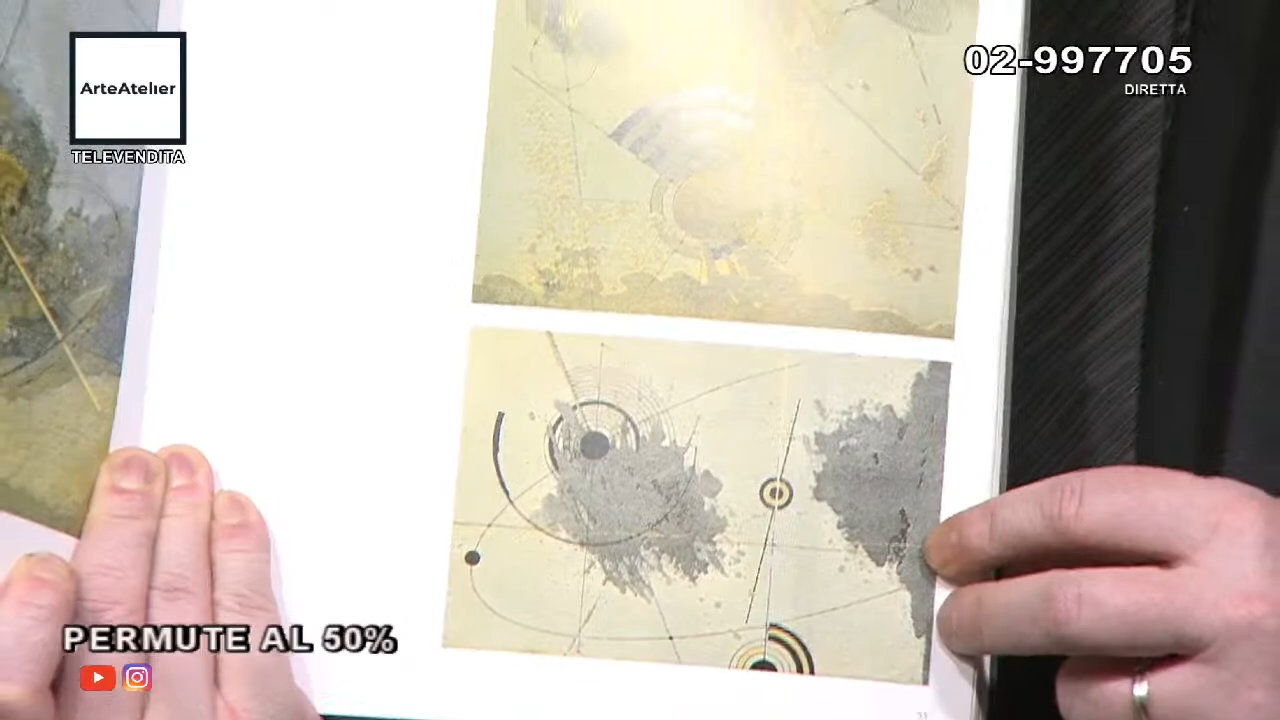 ArteAtelier
TELEVENDITA
02-997705
DIRETTA
PERMUTE AL 50%